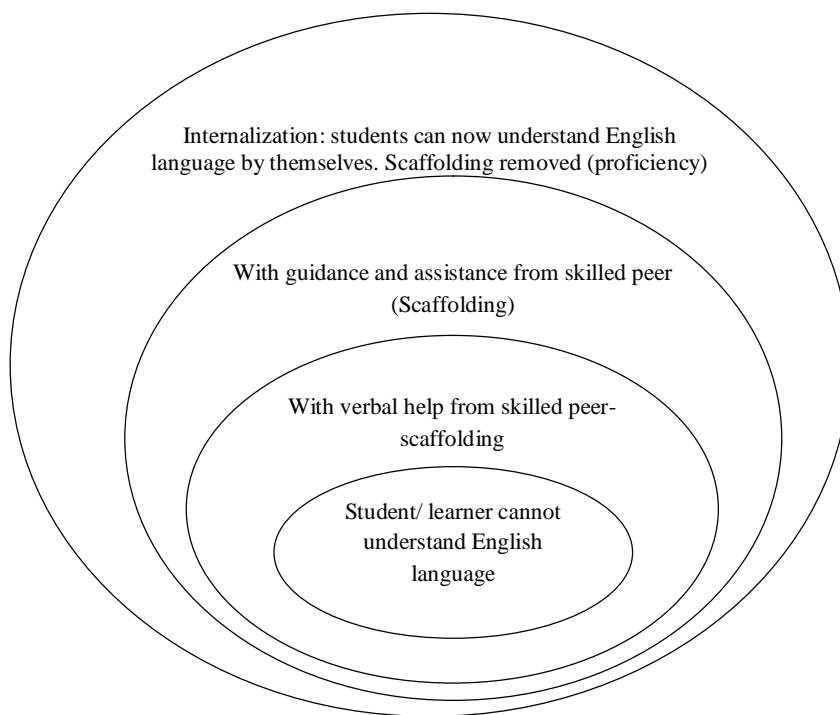 Internalization: students can now understand English
language by themselves. Scaffolding removed (proficiency)
With guidance and assistance from skilled peer
(Scaffolding)
With verbal help from skilled peer-
scaffolding
Student/ learner cannot
understand English
language